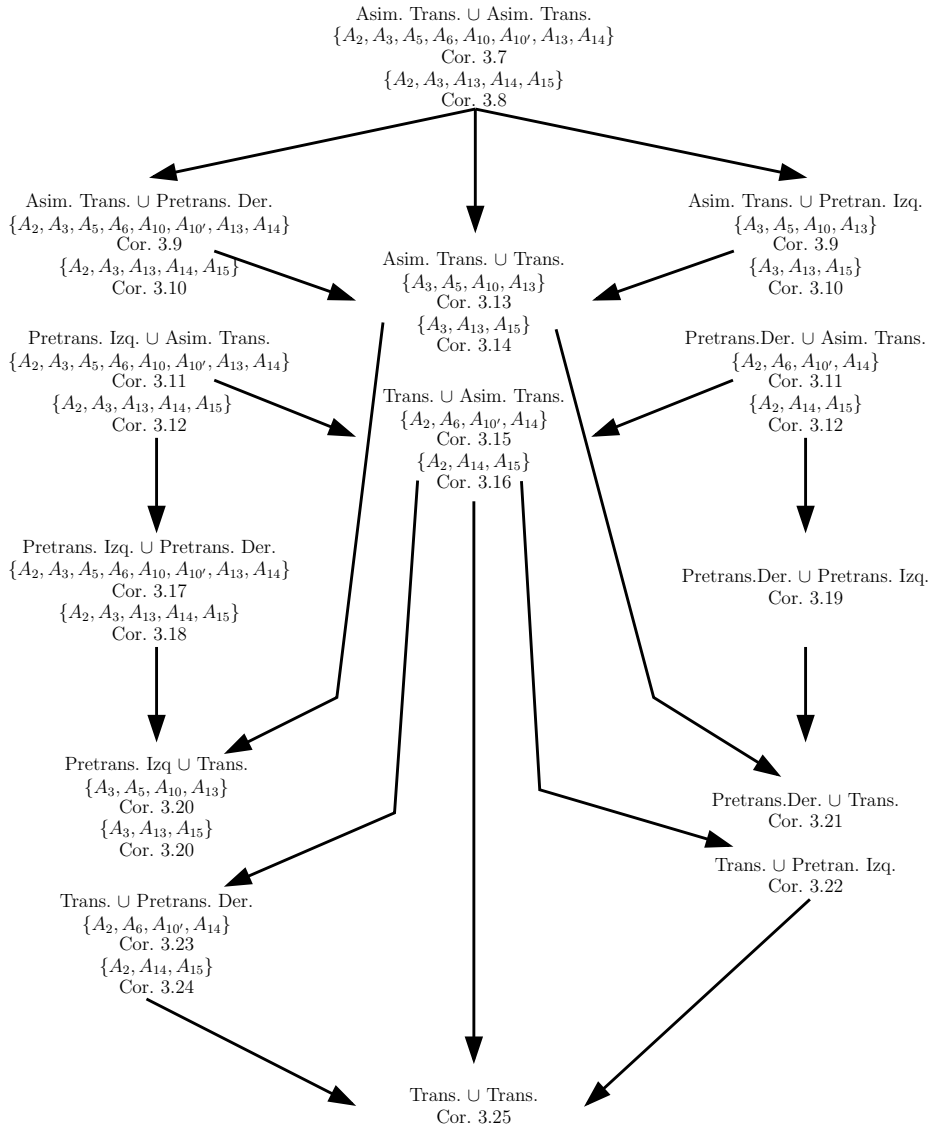 Asim. Trans. ∪ Asim. Trans.
{A₂, A₃, A₅, A₆, A₁₀, A₁₀′, A₁₃, A₁₄}
Cor. 3.7
{A₂, A₃, A₁₃, A₁₄, A₁₅}
Cor. 3.8
Asim. Trans. ∪ Pretrans. Der.
{A₂, A₃, A₅, A₆, A₁₀, A₁₀′, A₁₃, A₁₄}
Cor. 3.9
{A₂, A₃, A₁₃, A₁₄, A₁₅}
Cor. 3.10
Asim. Trans. ∪ Trans.
{A₃, A₅, A₁₀, A₁₃}
Cor. 3.13
{A₃, A₁₃, A₁₅}
Cor. 3.14
Asim. Trans. ∪ Pretran. Izq.
{A₃, A₅, A₁₀, A₁₃}
Cor. 3.9
{A₃, A₁₃, A₁₅}
Cor. 3.10
Pretrans. Izq. ∪ Asim. Trans.
{A₂, A₃, A₅, A₆, A₁₀, A₁₀′, A₁₃, A₁₄}
Cor. 3.11
{A₂, A₃, A₁₃, A₁₄, A₁₅}
Cor. 3.12
Trans. ∪ Asim. Trans.
{A₂, A₆, A₁₀′, A₁₄}
Cor. 3.15
{A₂, A₁₄, A₁₅}
Cor. 3.16
Pretrans.Der. ∪ Asim. Trans.
{A₂, A₆, A₁₀′, A₁₄}
Cor. 3.11
{A₂, A₁₄, A₁₅}
Cor. 3.12
Pretrans. Izq. ∪ Pretrans. Der.
{A₂, A₃, A₅, A₆, A₁₀, A₁₀′, A₁₃, A₁₄}
Cor. 3.17
{A₂, A₃, A₁₃, A₁₄, A₁₅}
Cor. 3.18
Pretrans.Der. ∪ Pretrans. Izq.
Cor. 3.19
Pretrans. Izq ∪ Trans.
{A₃, A₅, A₁₀, A₁₃}
Cor. 3.20
{A₃, A₁₃, A₁₅}
Cor. 3.20
Pretrans.Der. ∪ Trans.
Cor. 3.21
Trans. ∪ Pretran. Izq.
Cor. 3.22
Trans. ∪ Pretrans. Der.
{A₂, A₆, A₁₀′, A₁₄}
Cor. 3.23
{A₂, A₁₄, A₁₅}
Cor. 3.24
Trans. ∪ Trans.
Cor. 3.25